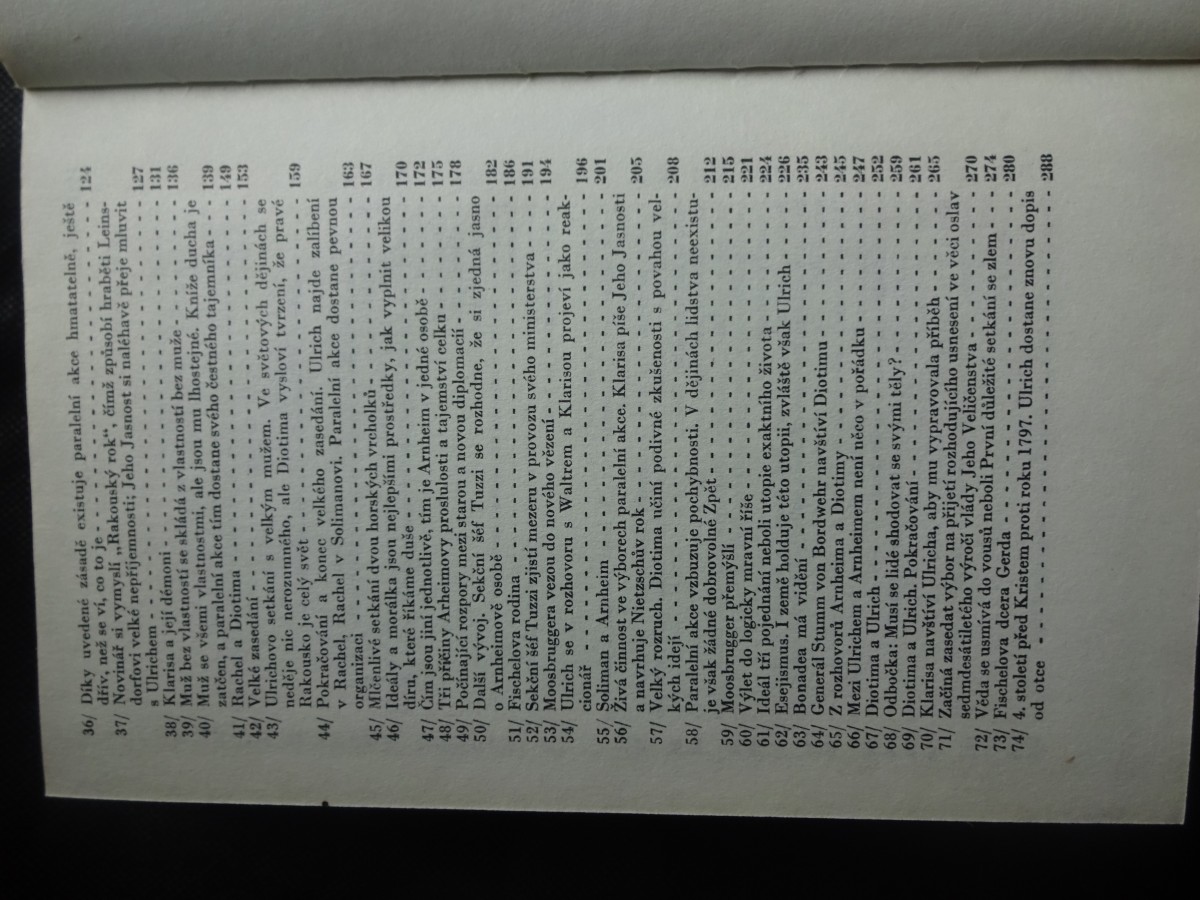 36/ Díky uvedené zásadě existuje paralelní akce hmatatelně, ještě
dřív, než se ví, co to je - - - - - - - - - - - - - - - - - - - - 124
37/ Novinář si vymyslí „Rakouský rok“, čímž způsobí hraběti Leins-
dorfovi velké nepříjemnosti; Jeho Jasnost si naléhavě přeje mluvit
s Ulrichem - - - - - - - - - - - - - - - - - - - - 127
38/ Klarisa a její démoni - - - - - - - - - - - - - - - - - - - - 131
39/ Muž bez vlastností se skládá z vlastností bez muže - - - - - - - - 136
40/ Muž se všemi vlastnostmi, ale jsou mu lhostejné. Kníže ducha je
zatčen, a paralelní akce tím dostane svého čestného tajemníka - - 139
41/ Rachel a Diotima - - - - - - - - - - - - - - - - - - - - 149
42/ Velké zasedání - - - - - - - - - - - - - - - - - - - - 153
43/ Ulrichovo setkání s velkým mužem. Ve světových dějinách se
neděje nic nerozumného, ale Diotima vysloví tvrzení, že pravé
Rakousko je celý svět - - - - - - - - - - - - - - - - - - - - 159
44/ Pokračování a konec velkého zasedání. Ulrich najde zalíbení
v Rachel, Rachel v Solimanovi. Paralelní akce dostane pevnou
organizaci - - - - - - - - - - - - - - - - - - - - 163
45/ Mlčenlivé setkání dvou horských vrcholků - - - - - - - - - - - - 167
46/ Ideály a morálka jsou nejlepšími prostředky, jak vyplnit velikou
díru, které říkáme duše - - - - - - - - - - - - - - - - - - - - 170
47/ Čím jsou jiní jednotlivě, tím je Arnheim v jedné osobě - - - - - - 172
48/ Tři příčiny Arnheimovy proslulosti a tajemství celku - - - - - - - 175
49/ Počínající rozpory mezi starou a novou diplomacií - - - - - - - - 178
50/ Další vývoj. Sekční šéf Tuzzi se rozhodne, že si zjedná jasno
o Arnheimově osobě - - - - - - - - - - - - - - - - - - - - 182
51/ Fischelova rodina - - - - - - - - - - - - - - - - - - - - 186
52/ Sekční šéf Tuzzi zjistí mezeru v provozu svého ministerstva - - - - 191
53/ Moosbruggera vezou do nového vězení - - - - - - - - - - - - - - 194
54/ Ulrich se v rozhovoru s Waltrem a Klarisou projeví jako reak-
cionář - - - - - - - - - - - - - - - - - - - - 196
55/ Soliman a Arnheim - - - - - - - - - - - - - - - - - - - - 201
56/ Živá činnost ve výborech paralelní akce. Klarisa píše Jeho Jasnosti
a navrhuje Nietzschův rok - - - - - - - - - - - - - - - - - - - - 205
57/ Velký rozruch. Diotima učiní podivné zkušenosti s povahou vel-
kých idejí - - - - - - - - - - - - - - - - - - - - 208
58/ Paralelní akce vzbuzuje pochybnosti. V dějinách lidstva neexistu-
je však žádné dobrovolné Zpět - - - - - - - - - - - - - - - - 212
59/ Moosbrugger přemýšlí - - - - - - - - - - - - - - - - - - - - 215
60/ Výlet do logicky mravní říše - - - - - - - - - - - - - - - - 221
61/ Ideál tří pojednání neboli utopie exaktního života - - - - - - - - 224
62/ Esejismus. I země holduje této utopii, zvláště však Ulrich - - - - - 226
63/ Bonadea má vidění - - - - - - - - - - - - - - - - - - - - 235
64/ Generál Stumm von Bordwehr navštíví Diotimu - - - - - - - - - 243
65/ Z rozhovorů Arnheima a Diotimy - - - - - - - - - - - - - - - - 245
66/ Mezi Ulrichem a Arnheimem není něco v pořádku - - - - - - - - 247
67/ Diotima a Ulrich - - - - - - - - - - - - - - - - - - - - 252
68/ Odbočka: Musí se lidé shodovat se svými těly? - - - - - - - - - - 259
69/ Diotima a Ulrich. Pokračování - - - - - - - - - - - - - - - - 261
70/ Klarisa navštíví Ulricha, aby mu vypravovala příběh - - - - - - - 265
71/ Začíná zasedat výbor na přijetí rozhodujícího usnesení ve věci oslav
sedmdesátiletého výročí vlády Jeho Veličenstva - - - - - - - - - 270
72/ Věda se usmívá do vousů neboli První důležité setkání se zlem - - - 274
73/ Fischelova dcera Gerda - - - - - - - - - - - - - - - - - - - - 280
74/ 4. století před Kristem proti roku 1797. Ulrich dostane znovu dopis
od otce - - - - - - - - - - - - - - - - - - - - 288